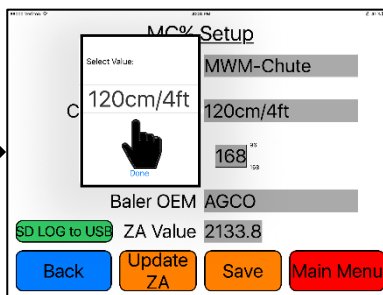 MC% Setup
Select Value:
120cm/4ft
Done
MWM-Chute
C
120cm/4ft
168
168
Baler OEM AGCO
SD LOG to USB
ZA Value 2133.8
Back
Update
ZA
Save
Main Menu